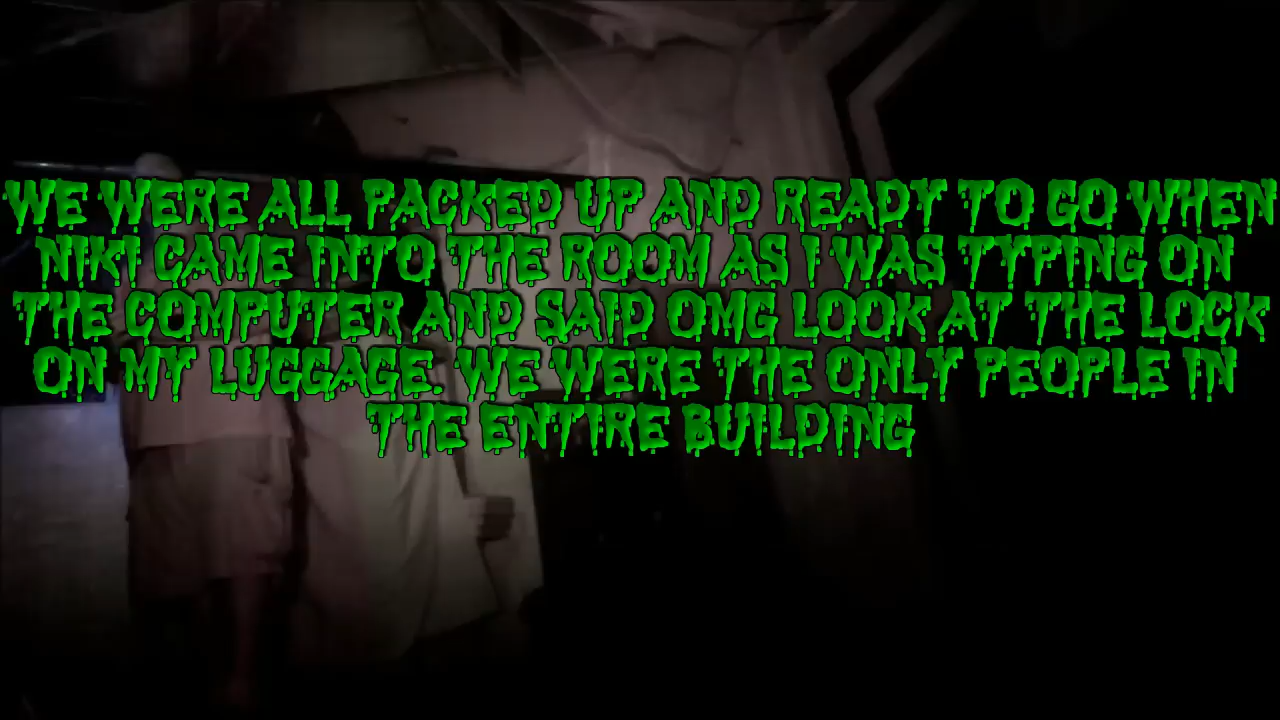 WE WERE ALL PACKED UP AND READY TO GO WHEN
NIKI CAME INTO THE ROOM AS I WAS TYPING ON
THE COMPUTER AND SAID OMG LOOK AT THE LOCK
ON MY LUGGAGE. WE WERE THE ONLY PEOPLE IN
THE ENTIRE BUILDING